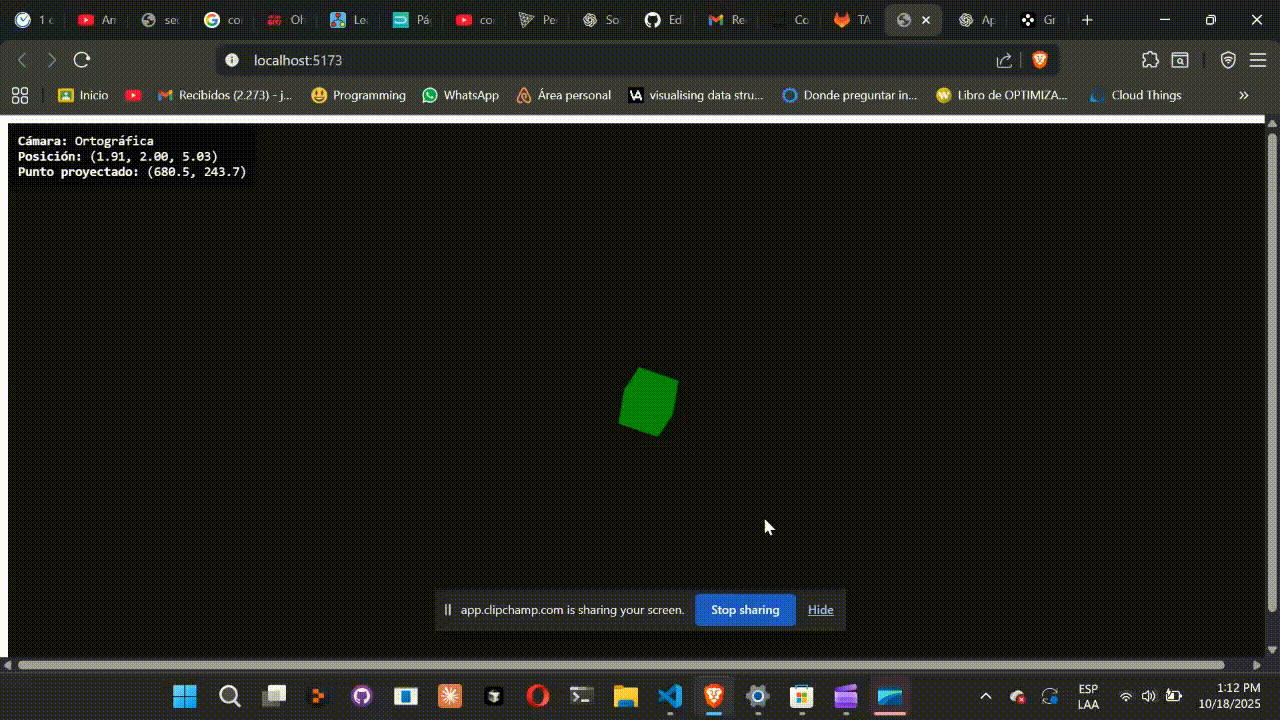 1 c
sei
co
Ol
Le
Pá
co
Pe
So
Ed
Re
Co
TA
Ap
Gr
localhost:5173
Inicio
Recibidos (2.273) - j...
Programming
WhatsApp
Área personal
visualising data stru...
Donde preguntar in...
Libro de OPTIMIZA...
Cloud Things
Cámara: Ortográfica
Posición: (1.91, 2.00, 5.03)
Punto proyectado: (680.5, 243.7)
app.clipchamp.com is sharing your screen.
Stop sharing
Hide
ESP
LAA
1:12 PM
10/18/2025